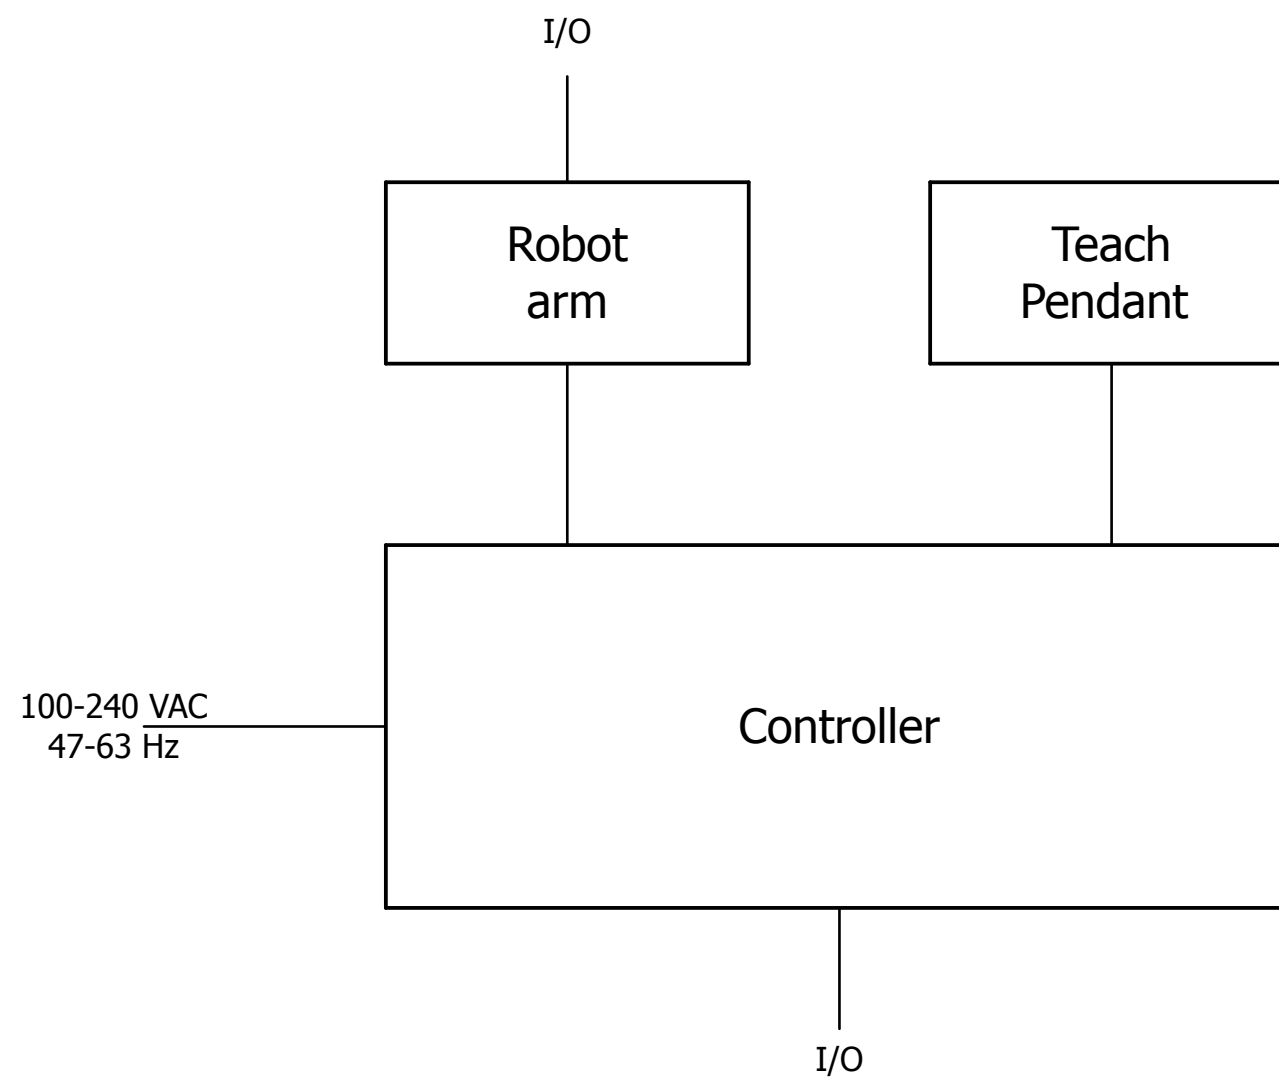 I/O
Robot
arm
Teach
Pendant
100-240 VAC
47-63 Hz
Controller
I/O